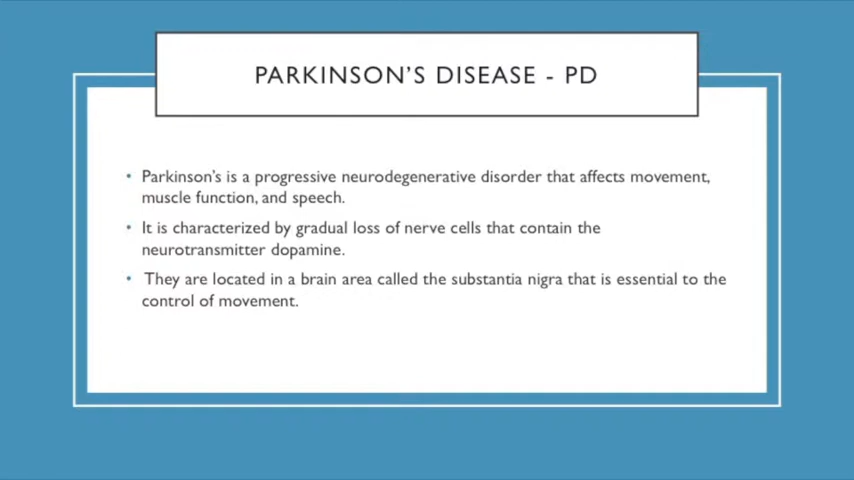 PARKINSON'S DISEASE - PD
• Parkinson's is a progressive neurodegenerative disorder that affects movement,
muscle function, and speech.
• It is characterized by gradual loss of nerve cells that contain the
neurotransmitter dopamine.
• They are located in a brain area called the substantia nigra that is essential to the
control of movement.